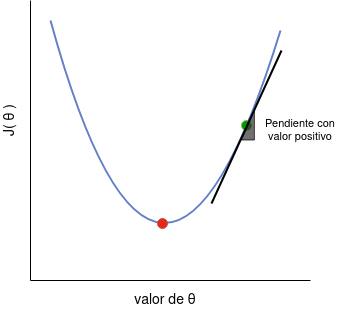 J( θ )
Pendiente con
valor positivo
valor de θ